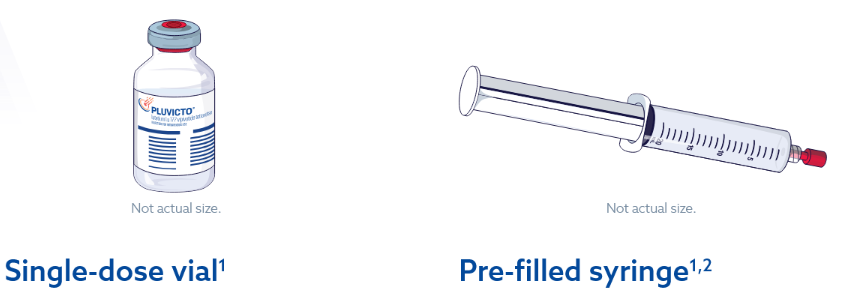 PLUVICTO
Not actual size.
Not actual size.
Single-dose vial1
Pre-filled syringe1,2